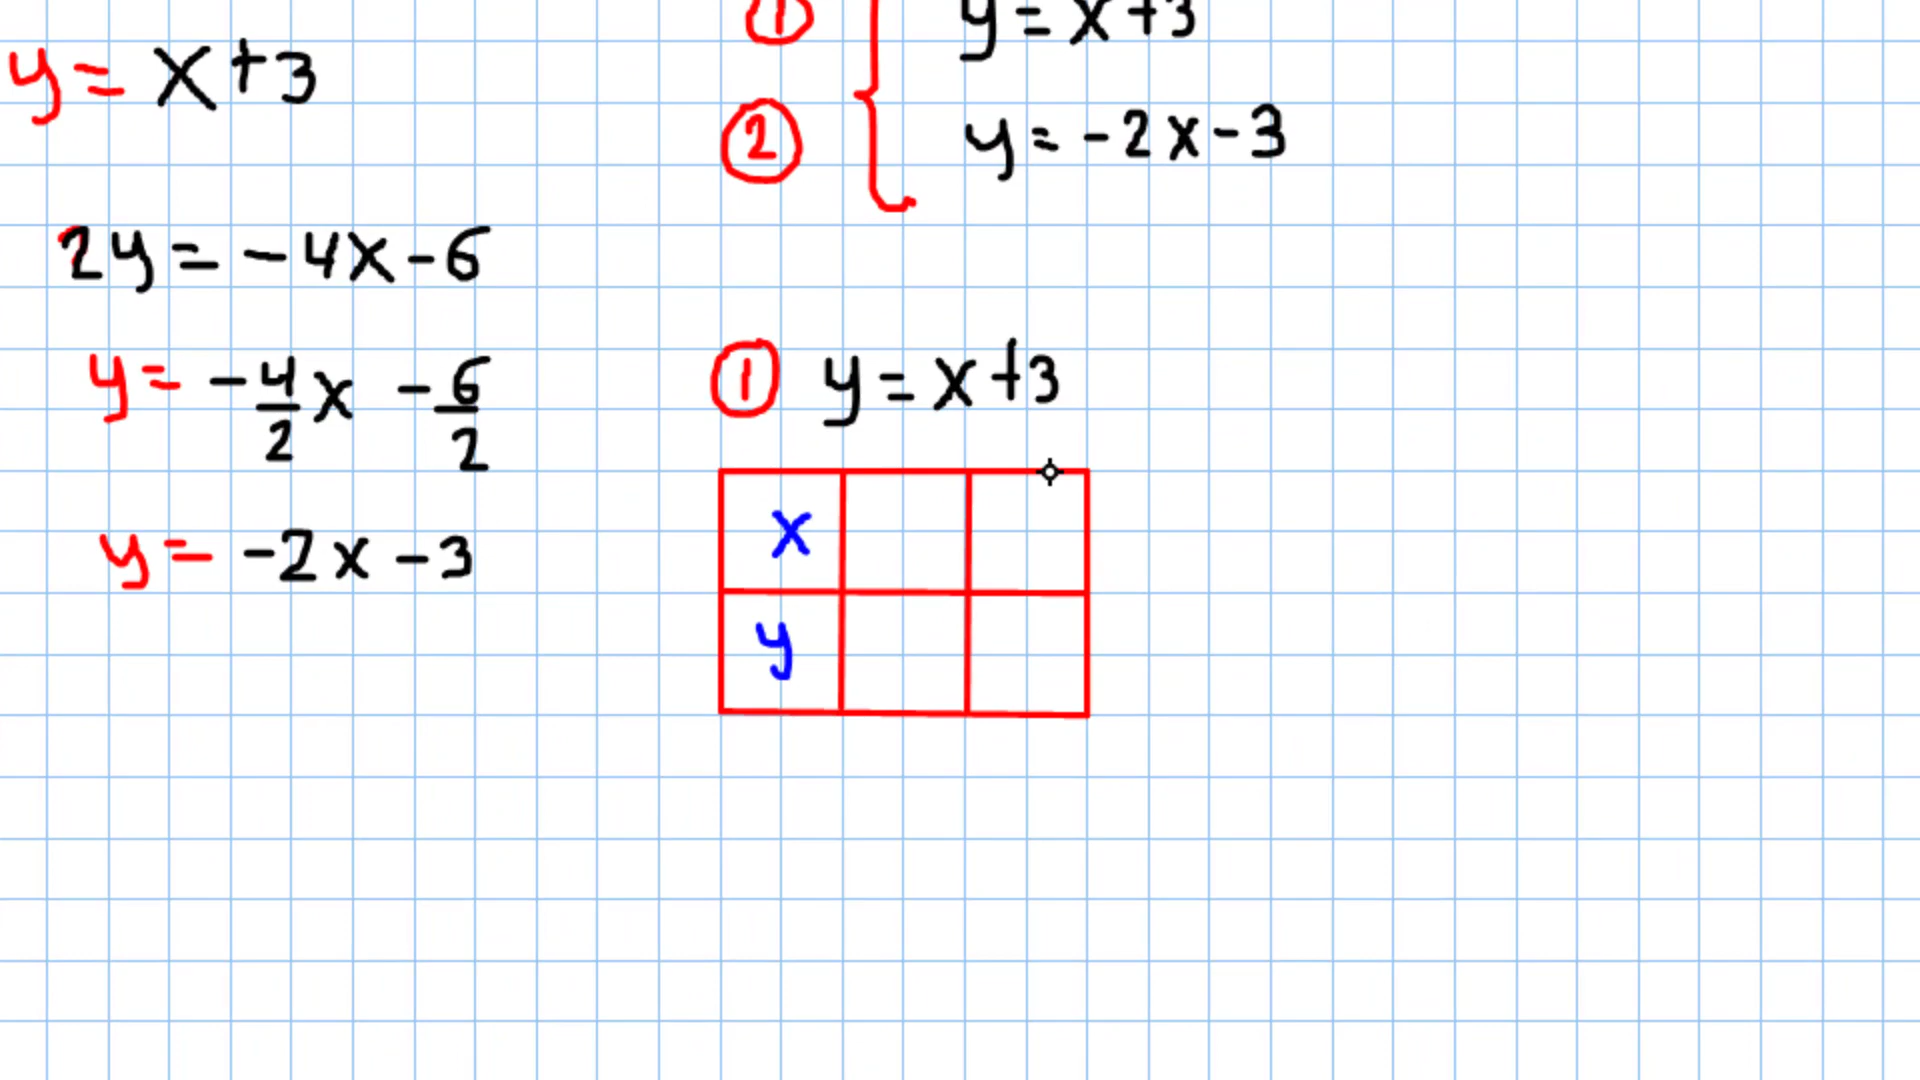 y = x + 3
2y = - 4x - 6
y = - 4/2 x - 6/2
y = - 2x - 3
① y = x + 3
② y = - 2x - 3
① y = x + 3
x
y